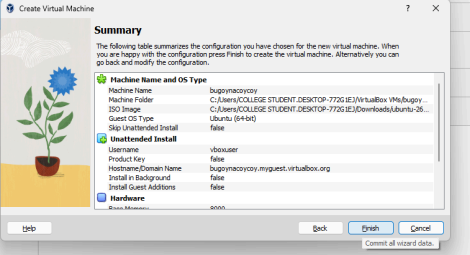 Create Virtual Machine
?
Summary
The following table summarizes the configuration you have chosen for the new virtual machine. When
you are happy with the configuration press Finish to create the virtual machine. Alternatively you can
go back and modify the configuration.
Machine Name and OS Type
Machine Name bugoynacoycoy
Machine Folder C:/Users/COLLEGE STUDENT.DESKTOP-772G1EJ/VirtualBox VMs/bugoy...
ISO Image C:/Users/COLLEGE STUDENT.DESKTOP-772G1EJ/Downloads/ubuntu-26...
Guest OS Type Ubuntu (64-bit)
Skip Unattended Install false
Unattended Install
Username vboxuser
Product Key false
Hostname/Domain Name bugoynacoycoy.myguest.virtualbox.org
Install in Background false
Install Guest Additions false
Hardware
Base Memory 8000
Help Back Finish Cancel
Commit all wizard data.